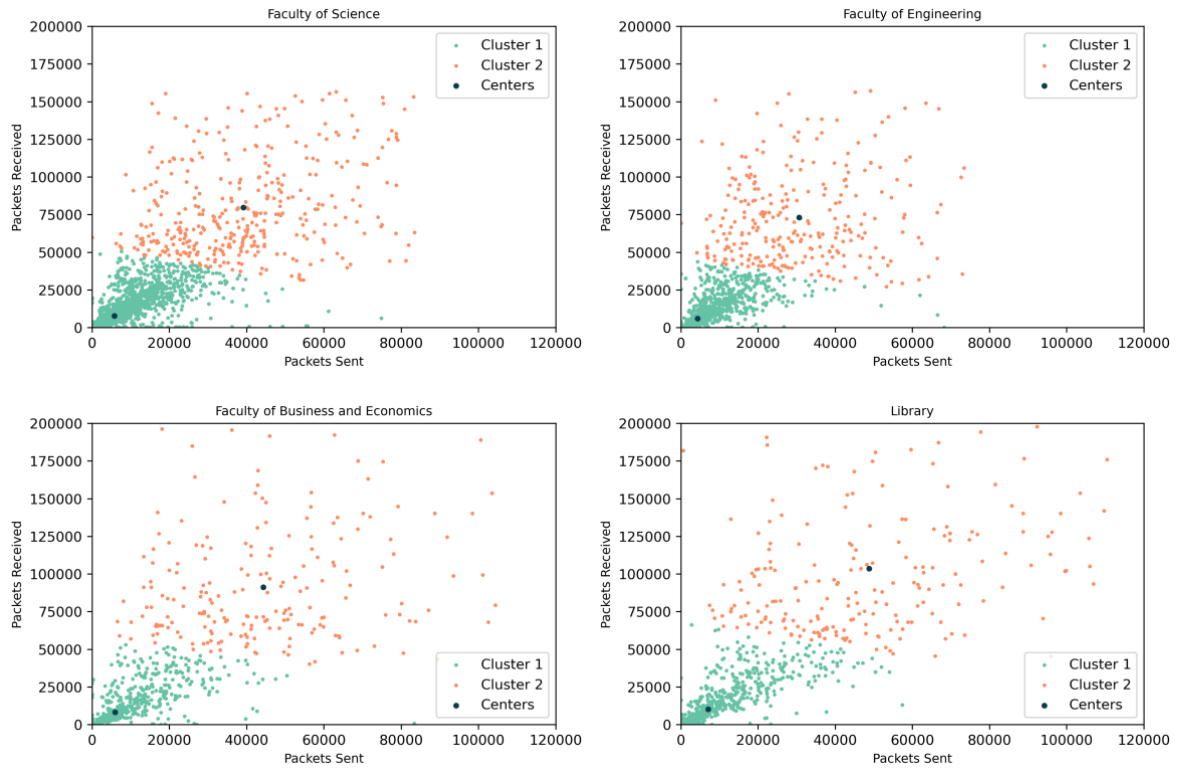 Faculty of Science
200000
175000
150000
125000
100000
75000
50000
25000
0
Packets Received
Cluster 1
Cluster 2
Centers
0 20000 40000 60000 80000 100000 120000
Packets Sent
Faculty of Engineering
200000
175000
150000
125000
100000
75000
50000
25000
0
Packets Received
Cluster 1
Cluster 2
Centers
0 20000 40000 60000 80000 100000 120000
Packets Sent
Faculty of Business and Economics
200000
175000
150000
125000
100000
75000
50000
25000
0
Packets Received
Cluster 1
Cluster 2
Centers
0 20000 40000 60000 80000 100000 120000
Packets Sent
Library
200000
175000
150000
125000
100000
75000
50000
25000
0
Packets Received
Cluster 1
Cluster 2
Centers
0 20000 40000 60000 80000 100000 120000
Packets Sent